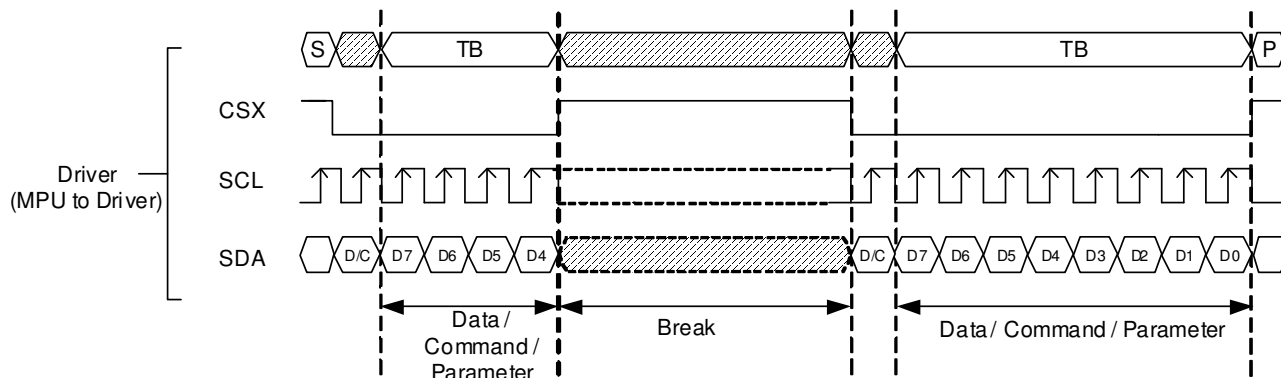 S TB TB P
CSX
Driver
(MPU to Driver)
SCL
SDA D/C D7 D6 D5 D4 D/C D7 D6 D5 D4 D3 D2 D1 D0
Data / Break Data / Command / Parameter
Command /
Parameter